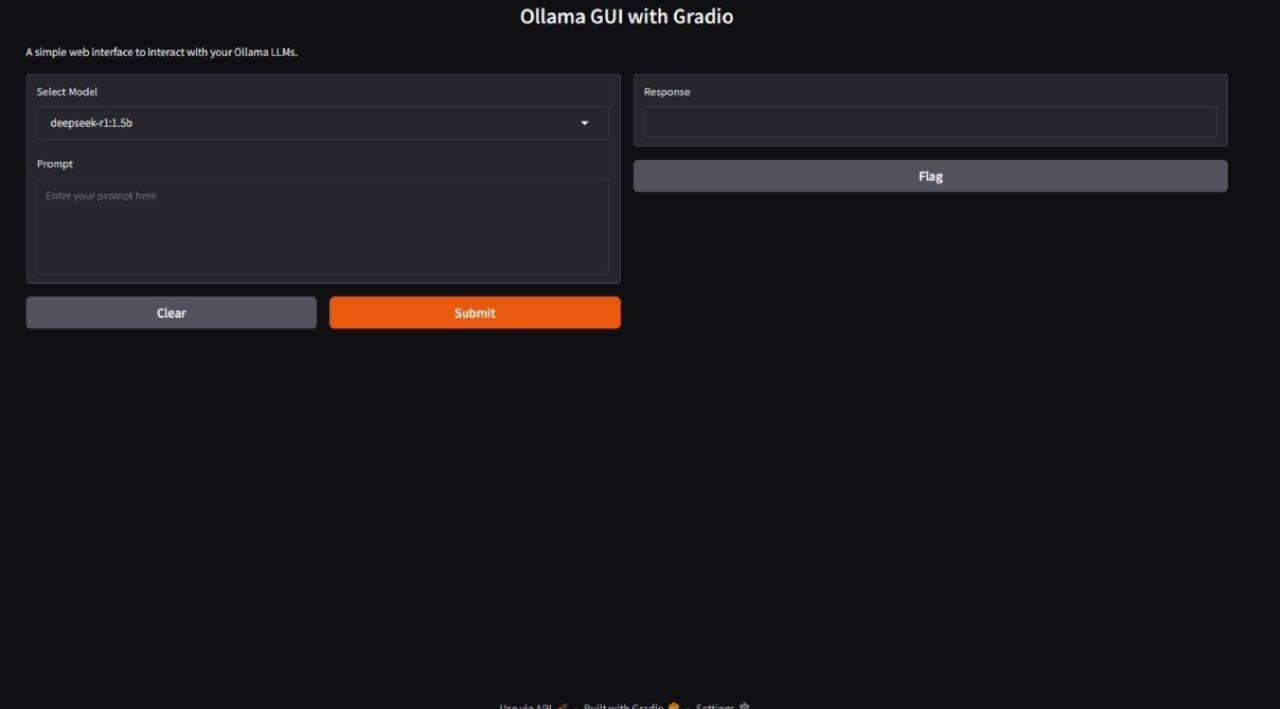 Ollama GUI with Gradio
A simple web interface to interact with your Ollama LLMs.
Select Model
deepseek-r1:1.5b
Prompt
Enter your prompt here
Clear
Submit
Response
Flag
Use via API · Built with Gradio · Settings